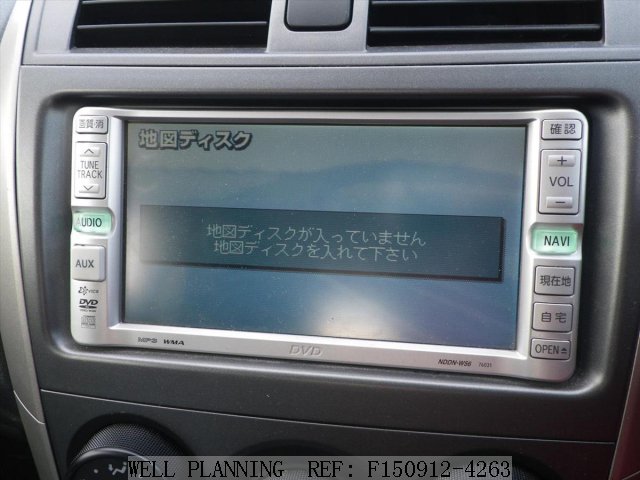 画質・消
TUNE
TRACK
AUDIO
AUX
VICS
DVD
地図ディスク
地図ディスクが入っていません
地図ディスクを入れて下さい
確認
+
VOL
−
NAVI
現在地
自宅
OPEN
MP3 WMA
DVD
NDDN-W56
WELL PLANNING REF: F150912-4263